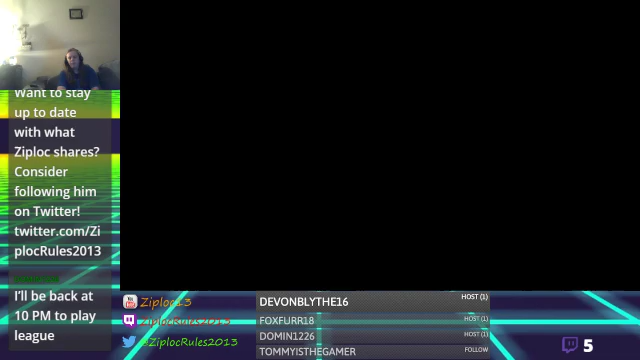 Want to stay
up to date
with what
Ziploc shares?
Consider
following him
on Twitter!
twitter.com/Zi
plocRules2013
I'll be back at
10 PM to play
league
Ziploc13
ZiplocRules2013
@ZiplocRules2013
DEVONBLYTHE16 HOST (1)
FOXFURR18 HOST (1)
DOMIN1226 HOST (1)
TOMMYISTHEGAMER FOLLOW
5